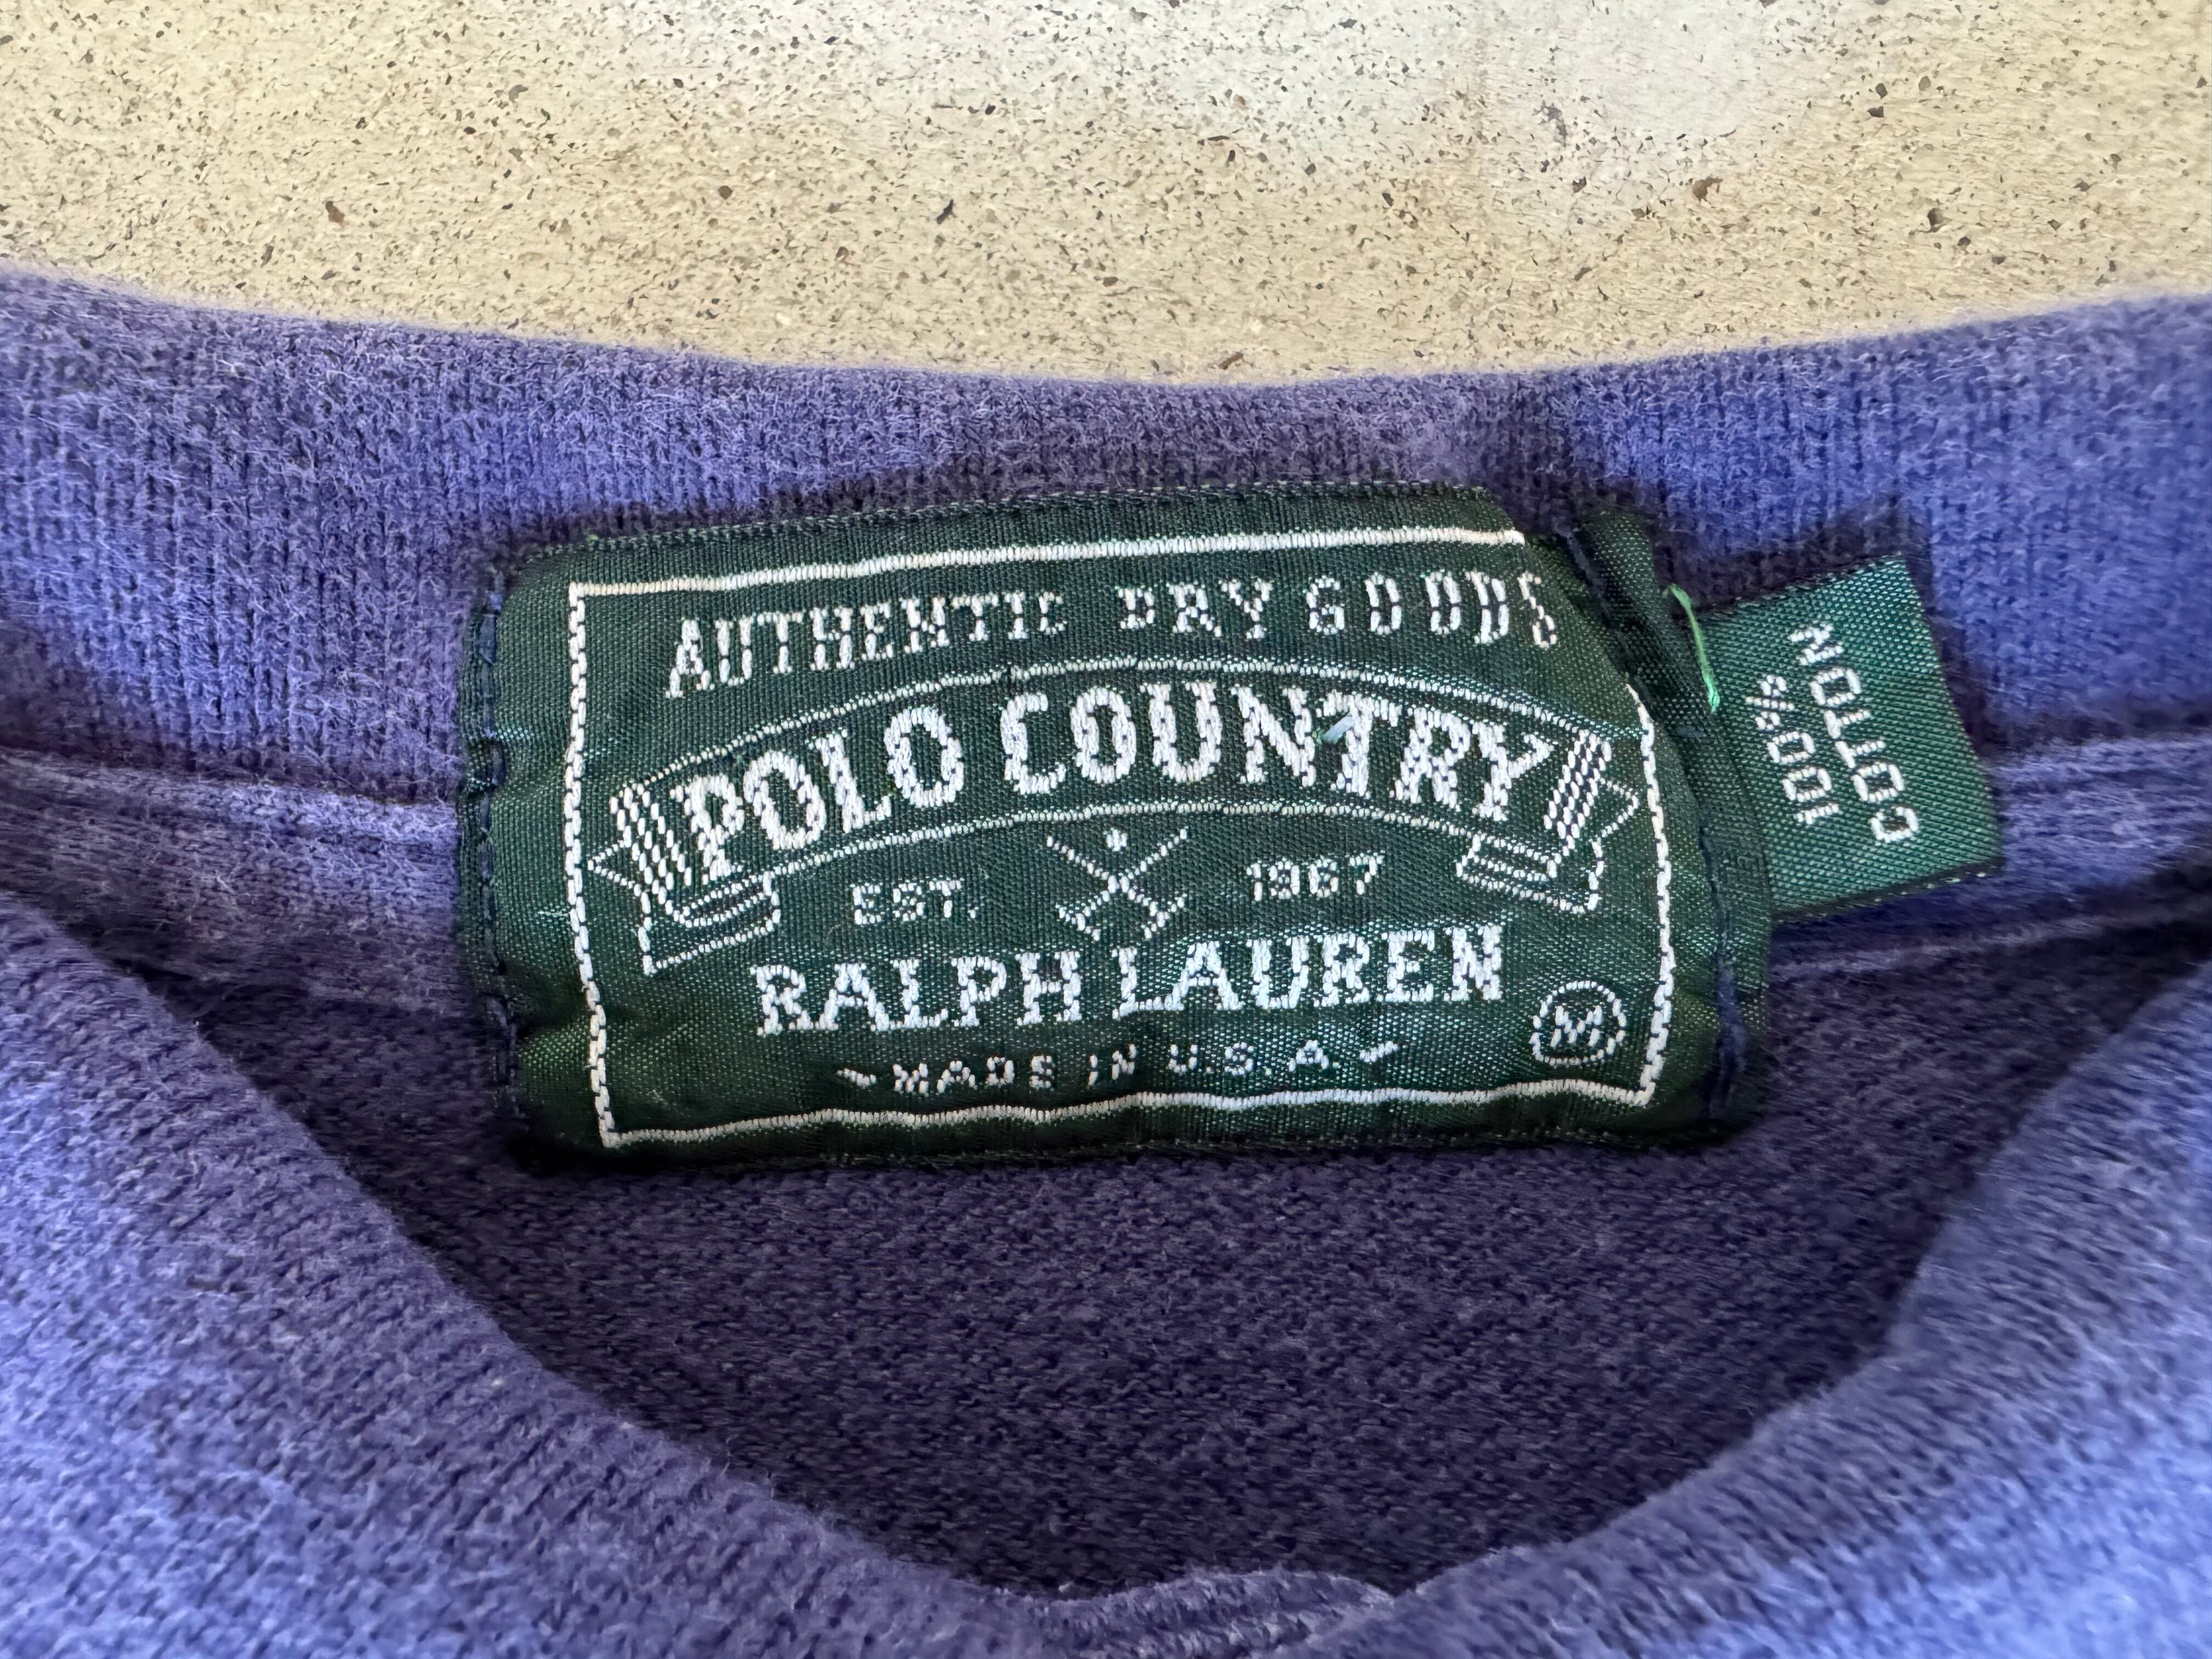 AUTHENTIC DRY GOODS
POLO COUNTRY
EST. 1967
RALPH LAUREN
M
MADE IN U.S.A.
100%
COTTON